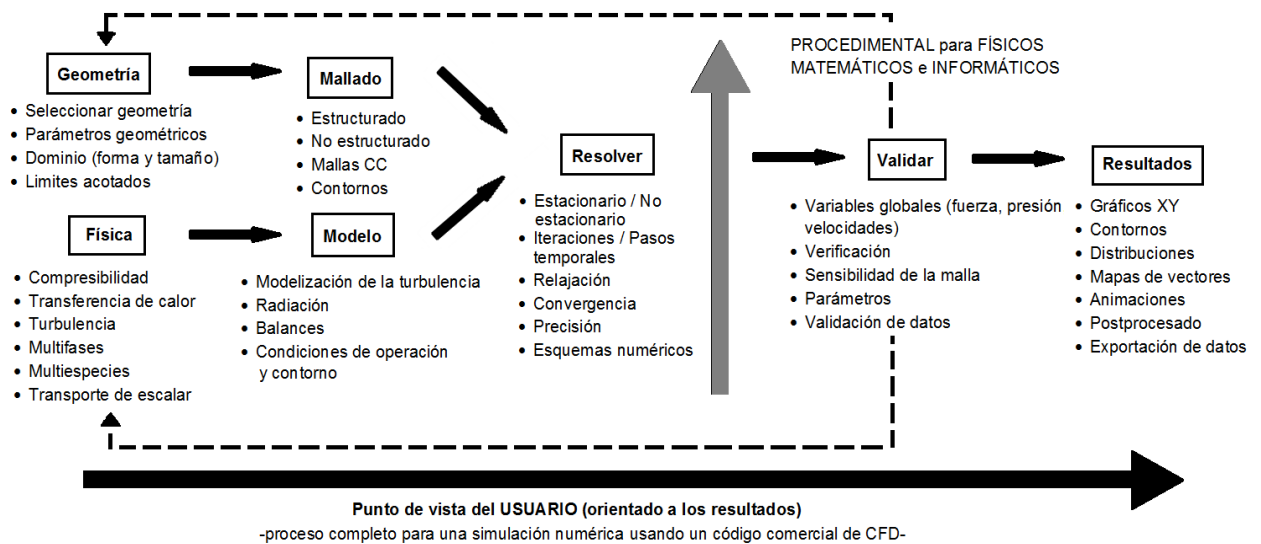 PROCEDIMENTAL para FÍSICOS
MATEMÁTICOS e INFORMÁTICOS
Geometría
• Seleccionar geometría
• Parámetros geométricos
• Dominio (forma y tamaño)
• Limites acotados
Mallado
• Estructurado
• No estructurado
• Mallas CC
• Contornos
Física
• Compresibilidad
• Transferencia de calor
• Turbulencia
• Multifases
• Multiespecies
• Transporte de escalar
Modelo
• Modelización de la turbulencia
• Radiación
• Balances
• Condiciones de operación
y contorno
Resolver
• Estacionario / No
estacionario
• Iteraciones / Pasos
temporales
• Relajación
• Convergencia
• Precisión
• Esquemas numéricos
Validar
• Variables globales (fuerza, presión
velocidades)
• Verificación
• Sensibilidad de la malla
• Parámetros
• Validación de datos
Resultados
• Gráficos XY
• Contornos
• Distribuciones
• Mapas de vectores
• Animaciones
• Postprocesado
• Exportación de datos
Punto de vista del USUARIO (orientado a los resultados)
-proceso completo para una simulación numérica usando un código comercial de CFD-